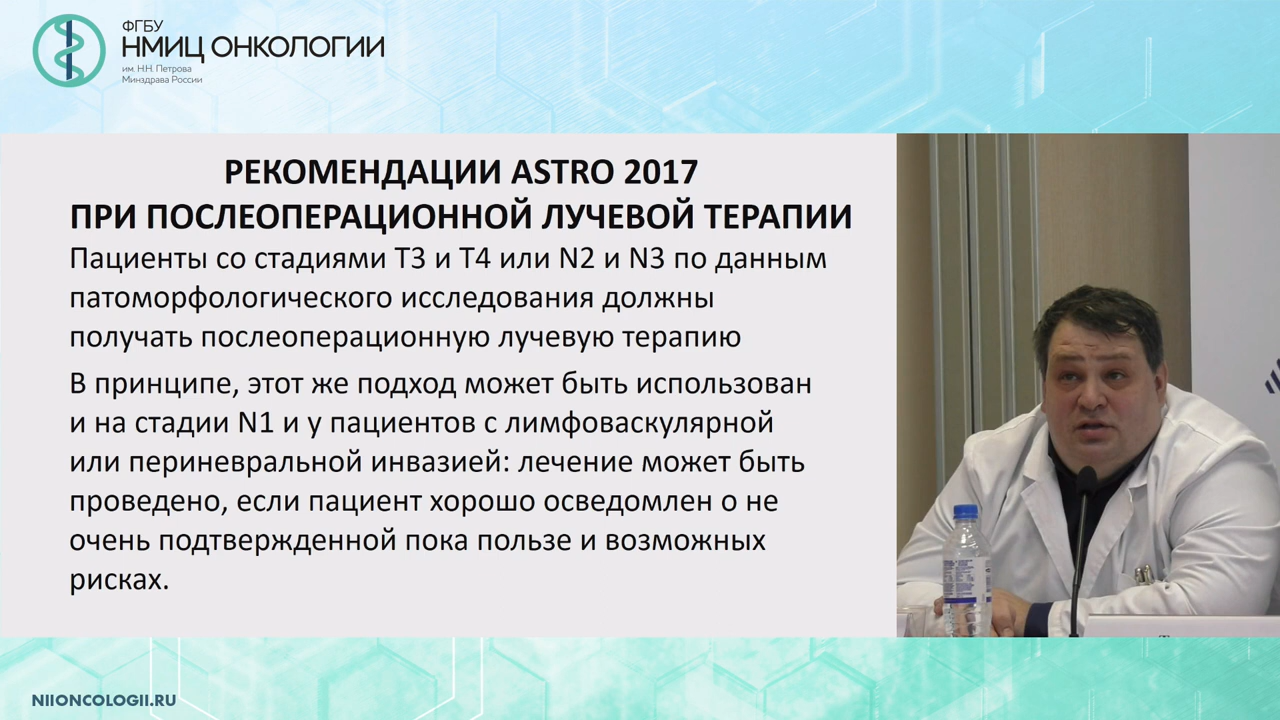 ФГБУ
НМИЦ ОНКОЛОГИИ
им. Н.Н. Петрова
Минздрава России
РЕКОМЕНДАЦИИ ASTRO 2017
ПРИ ПОСЛЕОПЕРАЦИОННОЙ ЛУЧЕВОЙ ТЕРАПИИ
Пациенты со стадиями T3 и T4 или N2 и N3 по данным
патоморфологического исследования должны
получать послеоперационную лучевую терапию
В принципе, этот же подход может быть использован
и на стадии N1 и у пациентов с лимфоваскулярной
или периневральной инвазией: лечение может быть
проведено, если пациент хорошо осведомлен о не
очень подтвержденной пока пользе и возможных
рисках.
NIIONCOLOGII.RU